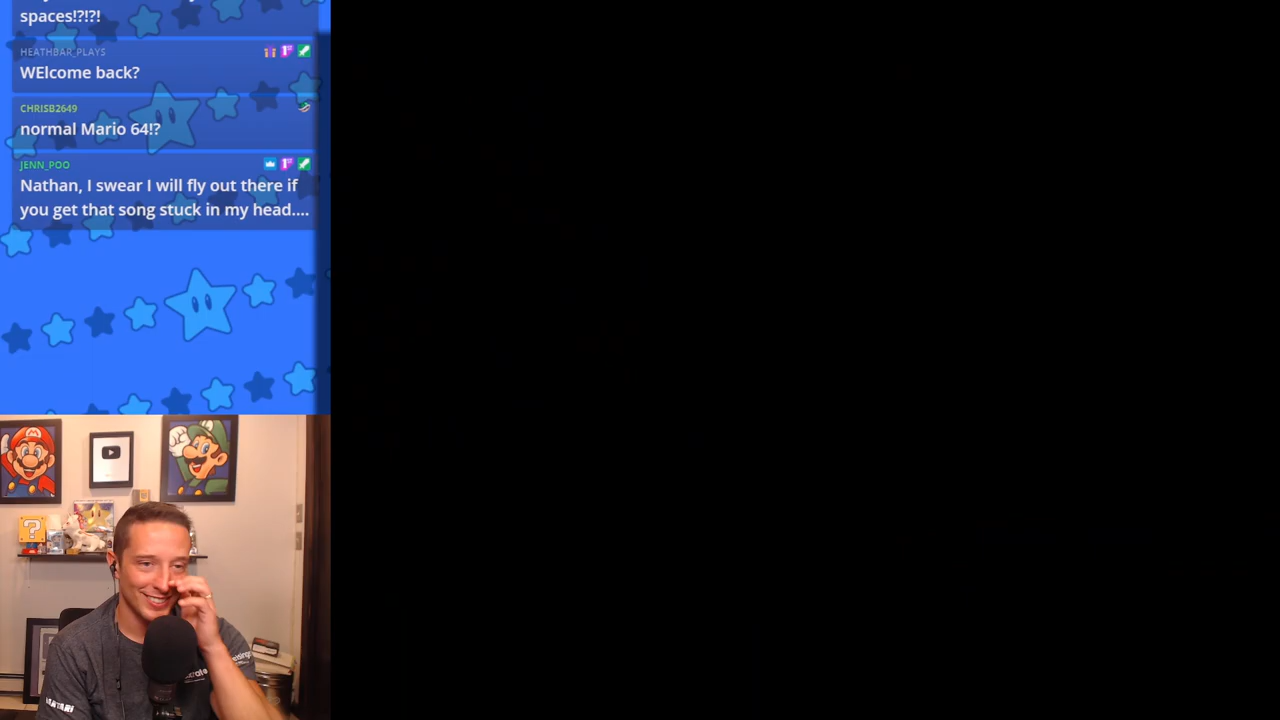 spaces!?!?!
HEATHBAR_PLAYS
WElcome back?
CHRISB2649
normal Mario 64!?
JENN_POO
Nathan, I swear I will fly out there if
you get that song stuck in my head....
?